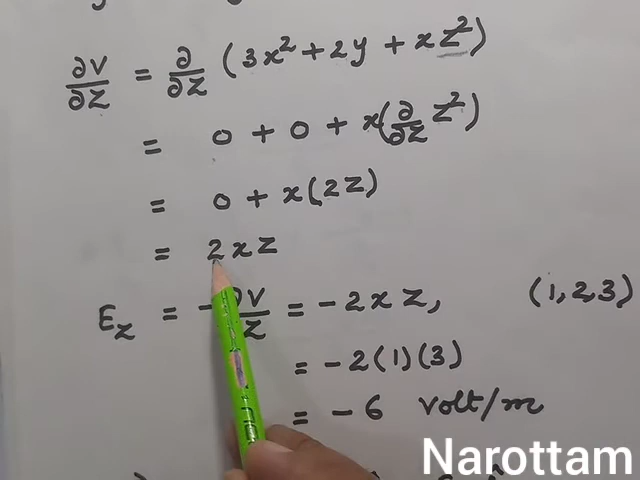 ∂V/∂Z = ∂/∂Z (3x² + 2y + xZ²)
= 0 + 0 + x(∂/∂Z Z²)
= 0 + x(2Z)
= 2xZ
E_Z = -∂V/∂Z = -2xZ, (1,2,3)
= -2(1)(3)
= -6 volt/m
Narottam